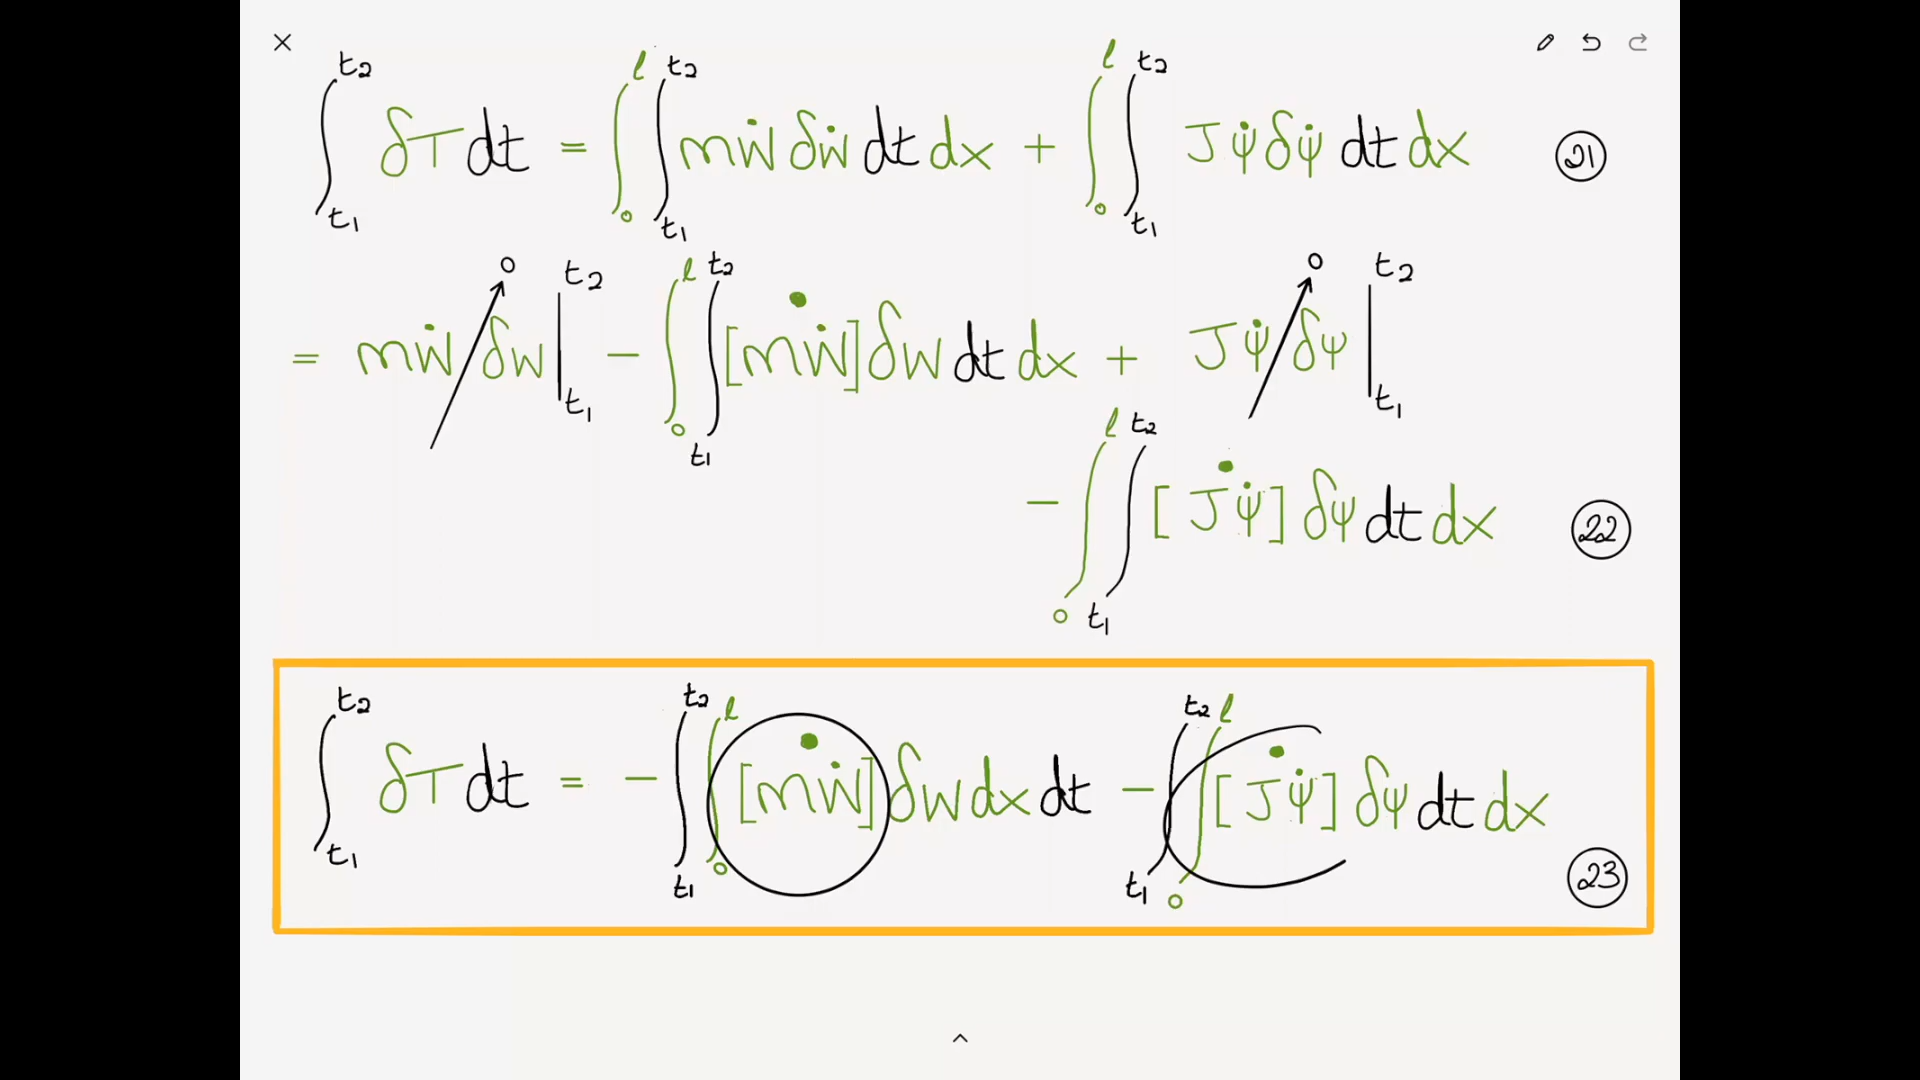 ∫_{t1}^{t2} δT dt = ∫_0^l ∫_{t1}^{t2} mẇ δẇ dt dx + ∫_0^l ∫_{t1}^{t2} Jψ̇ δψ̇ dt dx (21)
= mẇ δw |_{t1}^{t2} → 0 - ∫_0^l ∫_{t1}^{t2} [mẇ]˙ δw dt dx + Jψ̇ δψ |_{t1}^{t2} → 0
- ∫_0^l ∫_{t1}^{t2} [Jψ̇]˙ δψ dt dx (22)
∫_{t1}^{t2} δT dt = - ∫_{t1}^{t2} ∫_0^l [mẇ]˙ δw dx dt - ∫_{t1}^{t2} ∫_0^l [Jψ̇]˙ δψ dt dx (23)